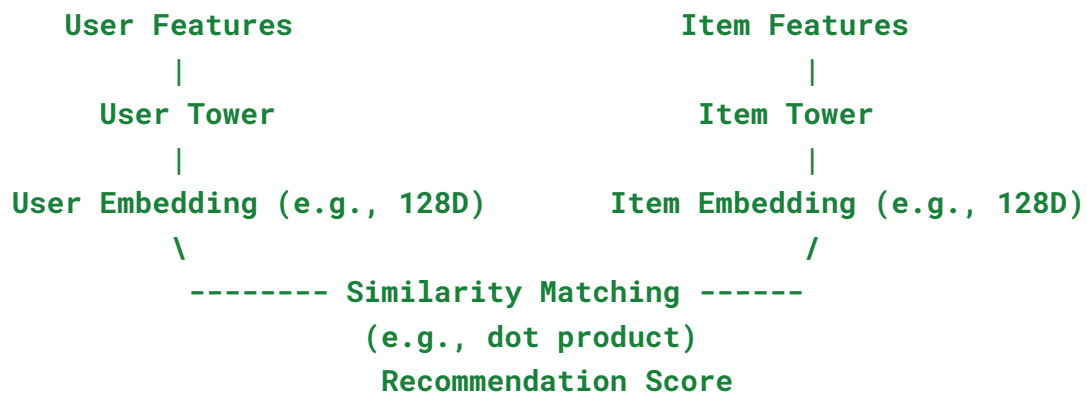 User Features Item Features
| |
User Tower Item Tower
| |
User Embedding (e.g., 128D) Item Embedding (e.g., 128D)
\ /
-------- Similarity Matching ------
(e.g., dot product)
Recommendation Score